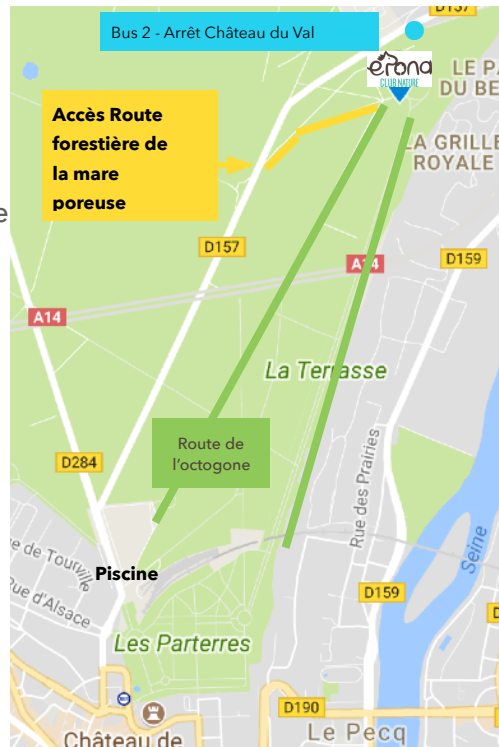 Bus 2 - Arrêt Château du Val
D157
erona
CLUB NATURE
LE P
DU BE
Accès Route
forestière de
la mare
poreuse
LA GRILLE
ROYALE
e
D157
A14
D159
A14
La Terrasse
Route de
l'octogone
D284
Rue des Prairies
Seine
e de Tourville
Piscine
Rue d'Alsace
D159
D
Les Parterres
D190
Château de
Le Pecq